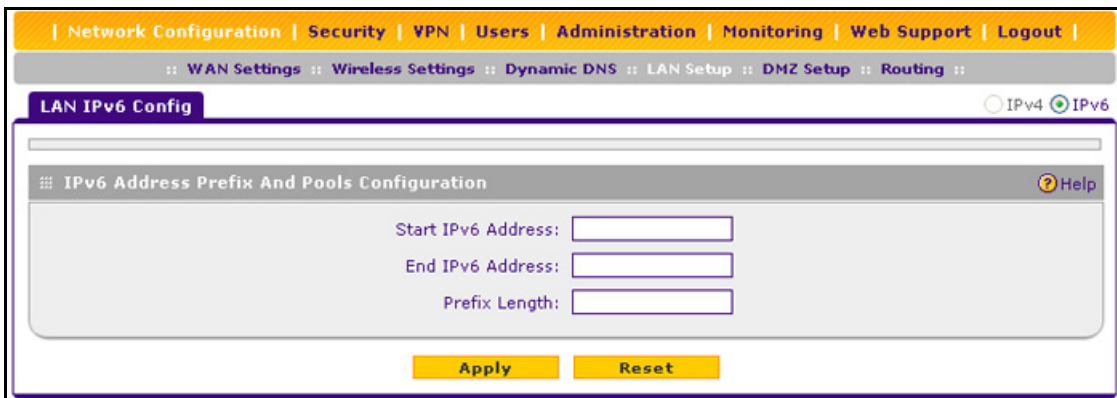 | Network Configuration | Security | VPN | Users | Administration | Monitoring | Web Support | Logout |
:: WAN Settings :: Wireless Settings :: Dynamic DNS :: LAN Setup :: DMZ Setup :: Routing ::
LAN IPv6 Config IPv4 IPv6
IPv6 Address Prefix And Pools Configuration ? Help
Start IPv6 Address:
End IPv6 Address:
Prefix Length:
Apply Reset